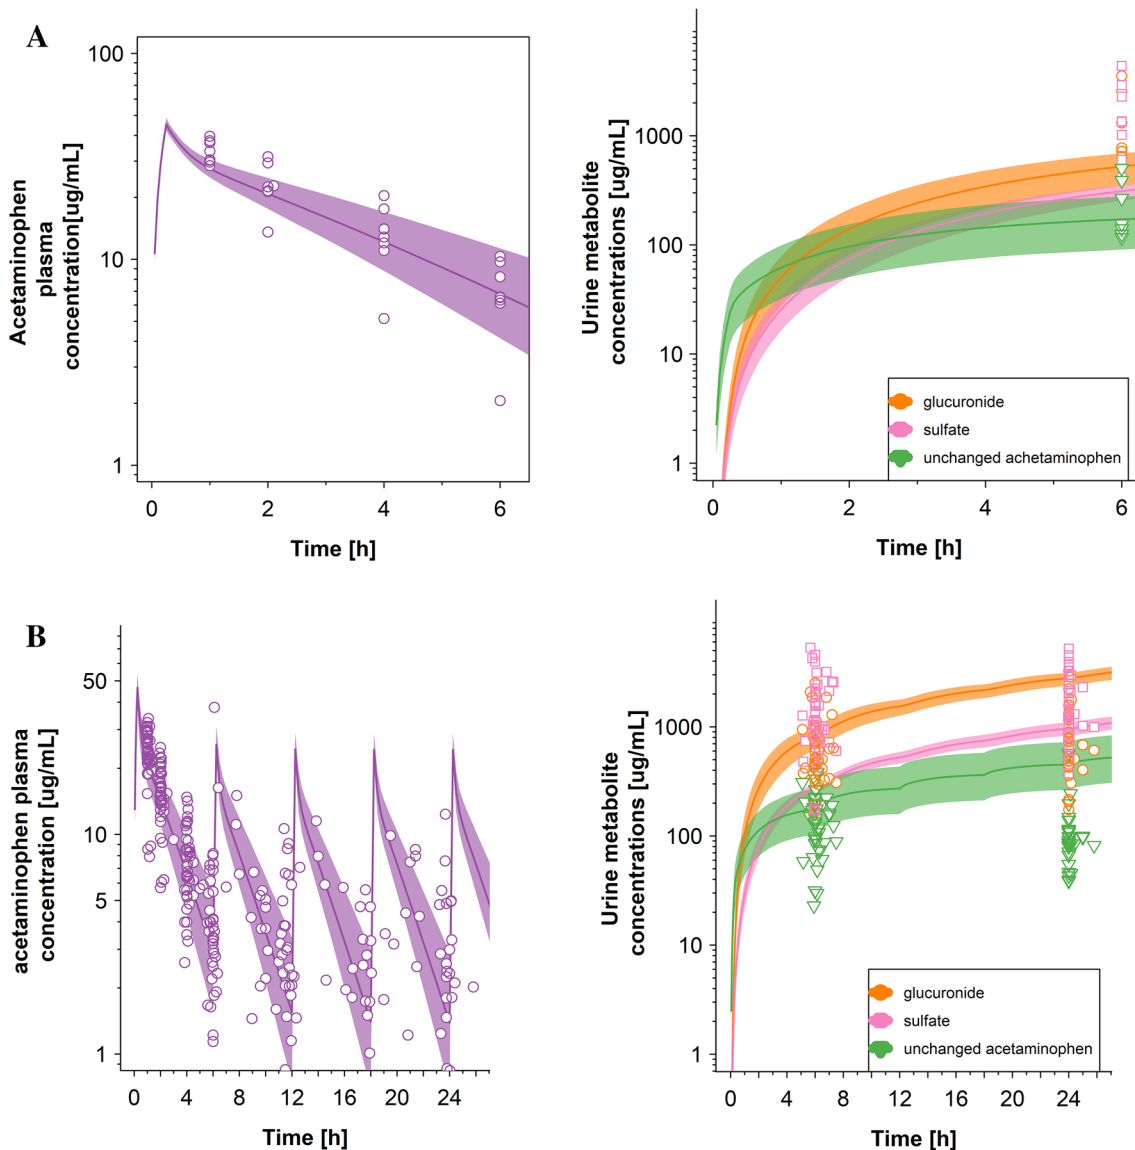 A
100
10
1
0 2 4 6
Time [h]
Acetaminophen
plasma
concentration[ug/mL]
1000
100
10
1
0 2 4 6
Time [h]
Urine metabolite
concentrations [ug/mL]
glucuronide
sulfate
unchanged achetaminophen
B
50
10
5
1
0 4 8 12 16 20 24
Time [h]
acetaminophen plasma
concentration [ug/mL]
1000
100
10
1
0 4 8 12 16 20 24
Time [h]
Urine metabolite
concentrations [ug/mL]
glucuronide
sulfate
unchanged acetaminophen